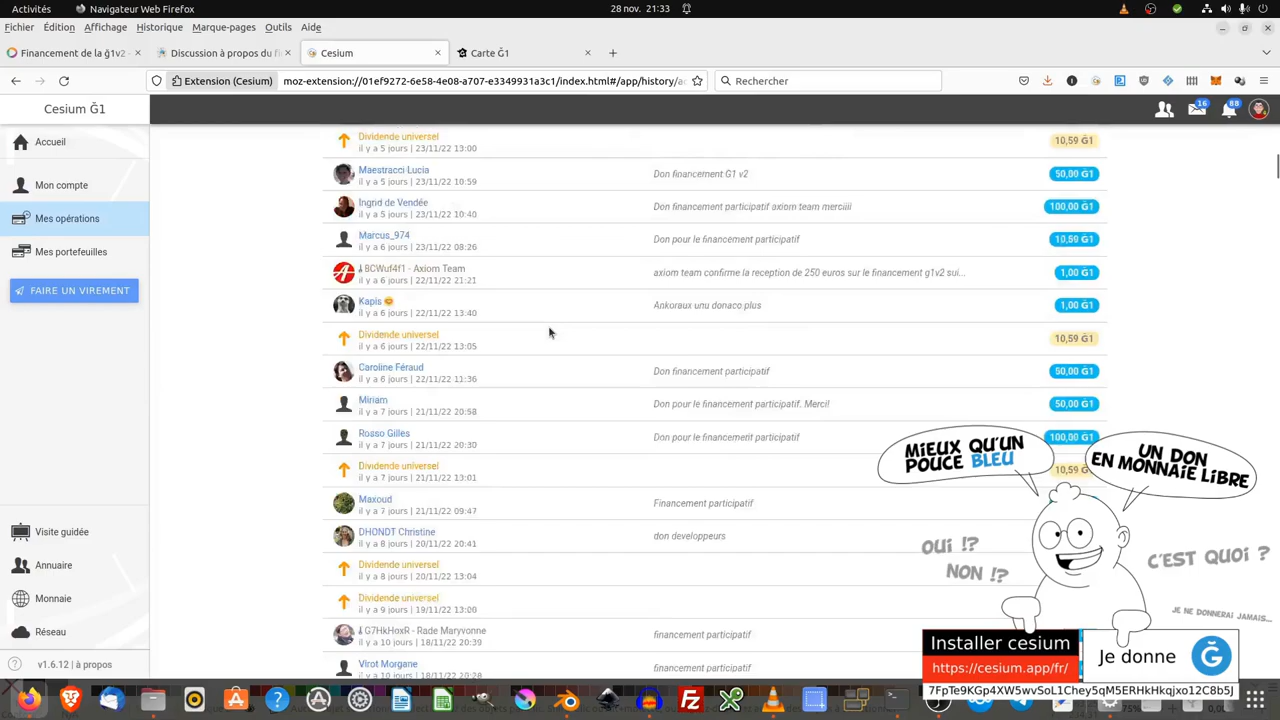 Activités
Navigateur Web Firefox
28 nov. 21:33
Fichier Édition Affichage Historique Marque-pages Outils Aide
Financement de la ğ1v2 -
Discussion à propos du f
Cesium
Carte Ğ1
Extension (Cesium)
moz-extension://01ef9272-6e58-4e08-a707-e3349931a3c1/index.html#/app/history/a
Rechercher
Cesium Ğ1
16
88
Accueil
Mon compte
Mes opérations
Mes portefeuilles
FAIRE UN VIREMENT
Visite guidée
Annuaire
Monnaie
Réseau
v1.6.12 | à propos
Dividende universel
il y a 5 jours | 23/11/22 13:00
10,59 Ğ1
Maestracci Lucia
il y a 5 jours | 23/11/22 10:59
Don financement G1 v2
50,00 Ğ1
Ingrid de Vendée
il y a 5 jours | 23/11/22 10:40
Don financement participatif axiom team merciiii
100,00 Ğ1
Marcus_974
il y a 6 jours | 23/11/22 08:26
Don pour le financement participatif
10,59 Ğ1
BCWuf4f1 - Axiom Team
il y a 6 jours | 22/11/22 21:21
axiom team confirme la reception de 250 euros sur le financement g1v2 sui...
1,00 Ğ1
Kapis
il y a 6 jours | 22/11/22 13:40
Ankoraux unu donaco plus
1,00 Ğ1
Dividende universel
il y a 6 jours | 22/11/22 13:05
10,59 Ğ1
Caroline Féraud
il y a 6 jours | 22/11/22 11:36
Don financement participatif
50,00 Ğ1
Miriam
il y a 7 jours | 21/11/22 20:58
Don pour le financement participatif. Merci!
50,00 Ğ1
Rosso Gilles
il y a 7 jours | 21/11/22 20:30
Don pour le financement participatif
100,00 Ğ1
Dividende universel
il y a 7 jours | 21/11/22 13:01
10,59
Maxoud
il y a 7 jours | 21/11/22 09:47
Financement participatif
DHONDT Christine
il y a 8 jours | 20/11/22 20:41
don developpeurs
Dividende universel
il y a 8 jours | 20/11/22 13:04
Dividende universel
il y a 9 jours | 19/11/22 13:00
G7HkHoxR - Rade Maryvonne
il y a 10 jours | 18/11/22 20:39
financement participatif
Virot Morgane
il y a 10 jours | 18/11/22 20:28
financement participatif
MIEUX QU'UN
POUCE BLEU
UN DON
EN MONNAIE LIBRE
OUI !?
NON !?
C'EST QUOI ?
JE NE DONNERAI JAMAIS...
Installer cesium
https://cesium.app/fr/
Je donne
7FpTe9KGp4XW5wvSoL1Chey5qM5ERHkHkqjxo12C8b5J